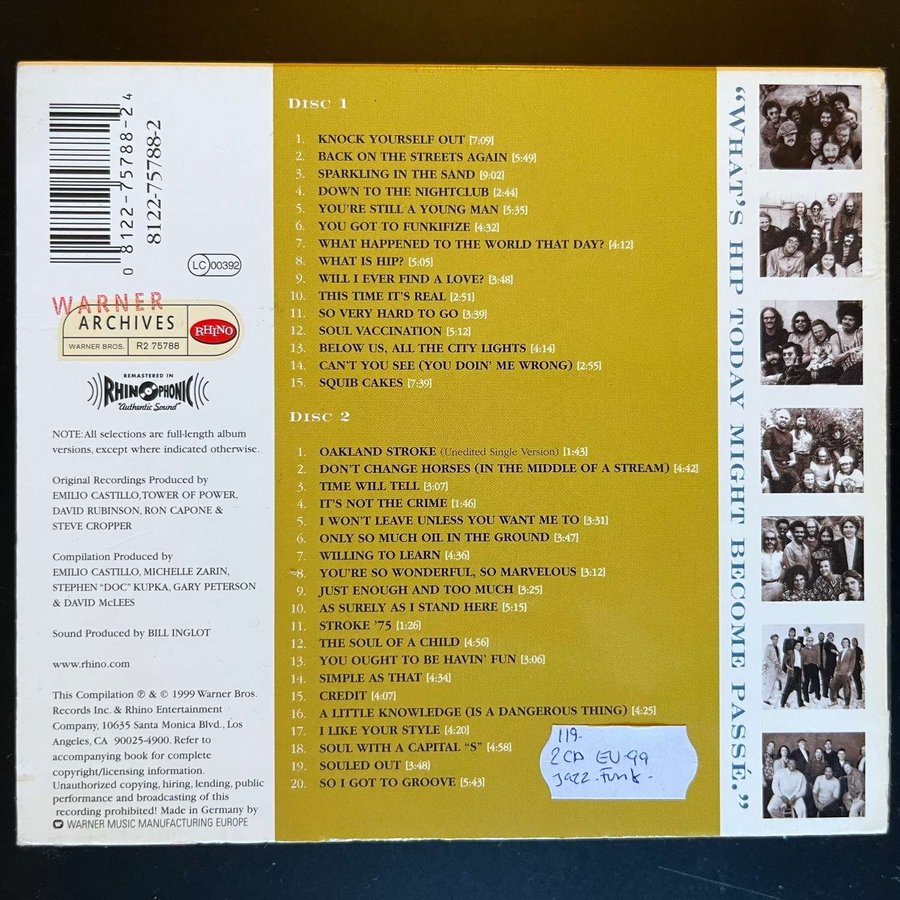 0 8122-75788-2 4
8122-75788-2
LC 00392
WARNER
ARCHIVES
RHINO
WARNER BROS.
R2 75788
REMASTERED IN
RHINOPHONIC
"Authentic Sound"
NOTE: All selections are full-length album
versions, except where indicated otherwise.
Original Recordings Produced by
EMILIO CASTILLO, TOWER OF POWER,
DAVID RUBINSON, RON CAPONE &
STEVE CROPPER
Compilation Produced by
EMILIO CASTILLO, MICHELLE ZARIN,
STEPHEN "DOC" KUPKA, GARY PETERSON
& DAVID McLEES
Sound Produced by BILL INGLOT
www.rhino.com
This Compilation ℗ & © 1999 Warner Bros.
Records Inc. & Rhino Entertainment
Company, 10635 Santa Monica Blvd., Los
Angeles, CA 90025-4900. Refer to
accompanying book for complete
copyright/licensing information.
Unauthorized copying, hiring, lending, public
performance and broadcasting of this
recording prohibited! Made in Germany by
WARNER MUSIC MANUFACTURING EUROPE
DISC 1
1. KNOCK YOURSELF OUT [7:09]
2. BACK ON THE STREETS AGAIN [5:49]
3. SPARKLING IN THE SAND [9:02]
4. DOWN TO THE NIGHTCLUB [2:44]
5. YOU'RE STILL A YOUNG MAN [5:35]
6. YOU GOT TO FUNKIFIZE [4:32]
7. WHAT HAPPENED TO THE WORLD THAT DAY? [4:12]
8. WHAT IS HIP? [5:05]
9. WILL I EVER FIND A LOVE? [3:48]
10. THIS TIME IT'S REAL [2:51]
11. SO VERY HARD TO GO [3:39]
12. SOUL VACCINATION [5:12]
13. BELOW US, ALL THE CITY LIGHTS [4:14]
14. CAN'T YOU SEE (YOU DOIN' ME WRONG) [2:55]
15. SQUIB CAKES [7:39]
DISC 2
1. OAKLAND STROKE (Unedited Single Version) [1:43]
2. DON'T CHANGE HORSES (IN THE MIDDLE OF A STREAM) [4:42]
3. TIME WILL TELL [3:07]
4. IT'S NOT THE CRIME [1:46]
5. I WON'T LEAVE UNLESS YOU WANT ME TO [3:31]
6. ONLY SO MUCH OIL IN THE GROUND [3:47]
7. WILLING TO LEARN [4:36]
8. YOU'RE SO WONDERFUL, SO MARVELOUS [3:12]
9. JUST ENOUGH AND TOO MUCH [3:25]
10. AS SURELY AS I STAND HERE [5:15]
11. STROKE '75 [1:26]
12. THE SOUL OF A CHILD [4:56]
13. YOU OUGHT TO BE HAVIN' FUN [3:06]
14. SIMPLE AS THAT [4:34]
15. CREDIT [4:07]
16. A LITTLE KNOWLEDGE (IS A DANGEROUS THING) [4:25]
17. I LIKE YOUR STYLE [4:20]
18. SOUL WITH A CAPITAL "S" [4:58]
19. SOULED OUT [3:48]
20. SO I GOT TO GROOVE [5:43]
119-
2CD EU-99
Jazz-Funk-
"WHAT'S HIP TODAY MIGHT BECOME PASSÉ."